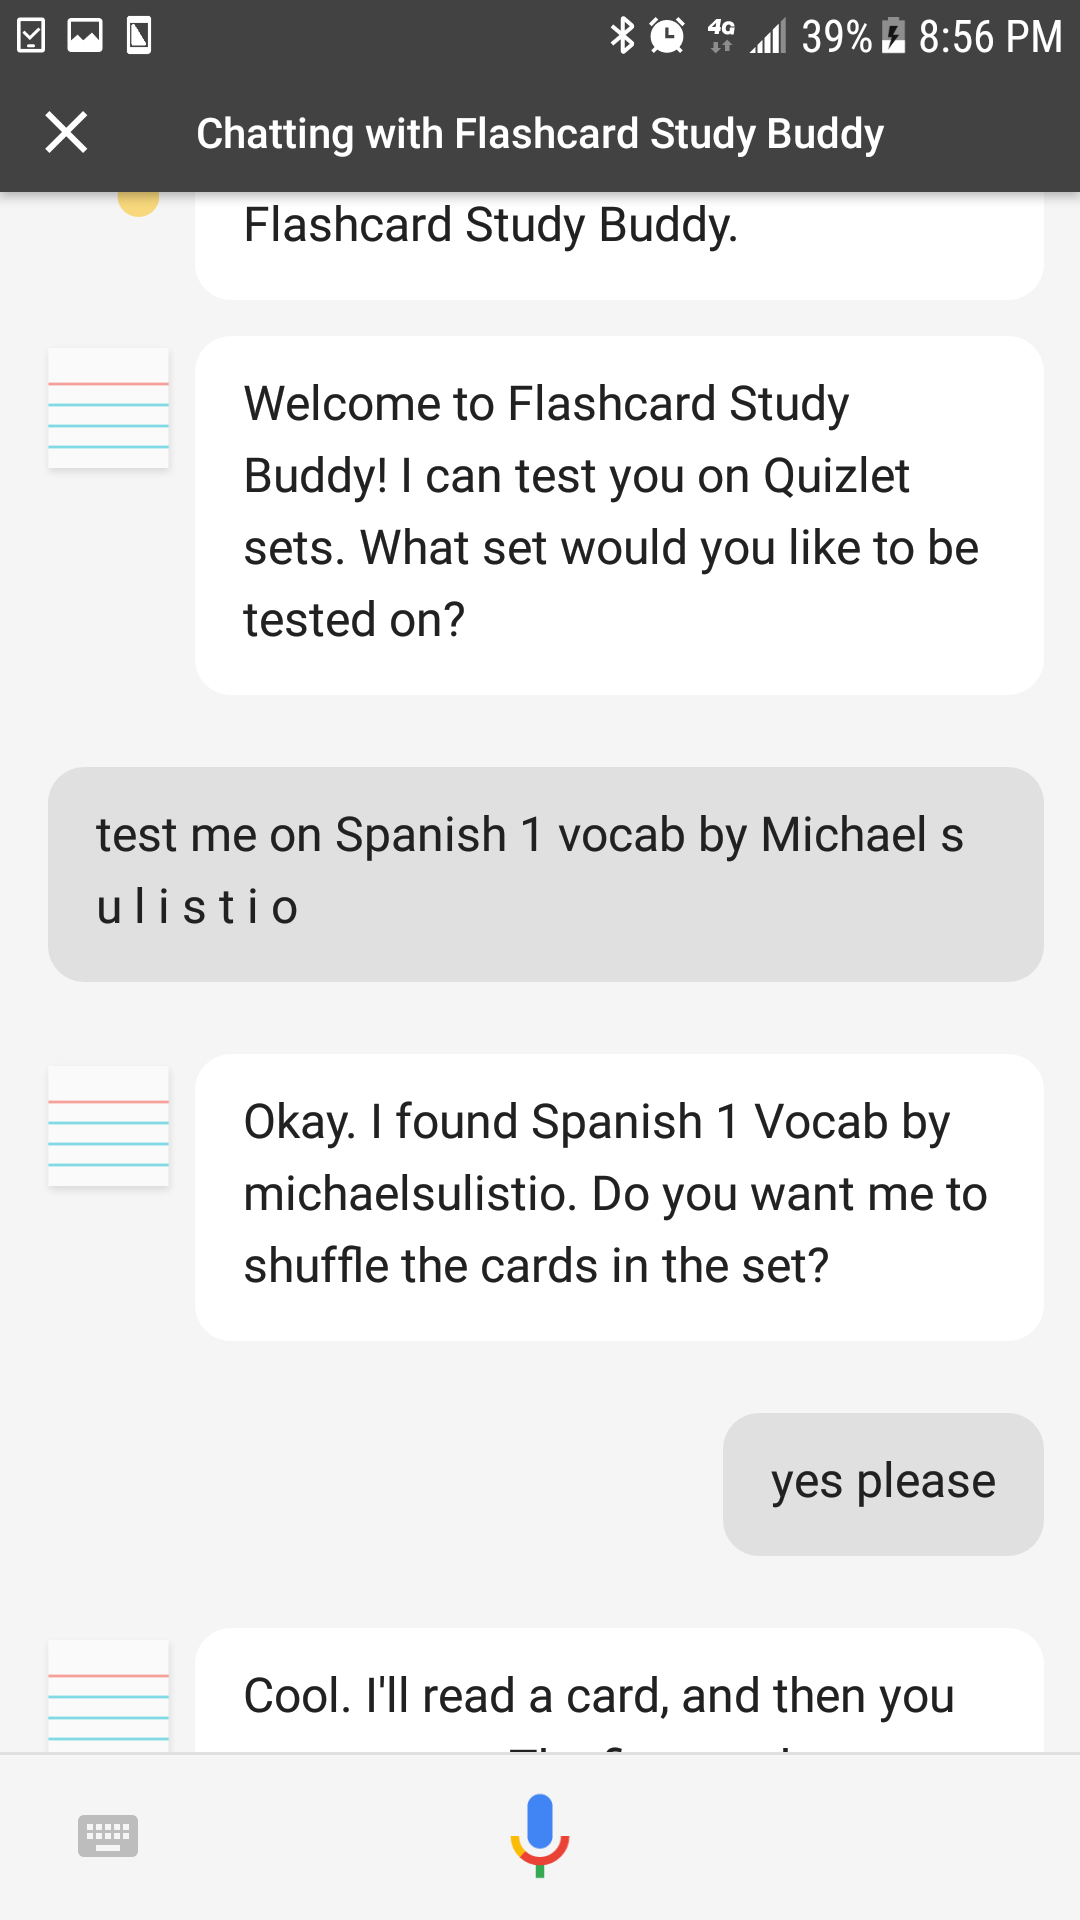 4G 39% 8:56 PM
Chatting with Flashcard Study Buddy
Flashcard Study Buddy.
Welcome to Flashcard Study
Buddy! I can test you on Quizlet
sets. What set would you like to be
tested on?
test me on Spanish 1 vocab by Michael s
u l i s t i o
Okay. I found Spanish 1 Vocab by
michaelsulistio. Do you want me to
shuffle the cards in the set?
yes please
Cool. I'll read a card, and then you